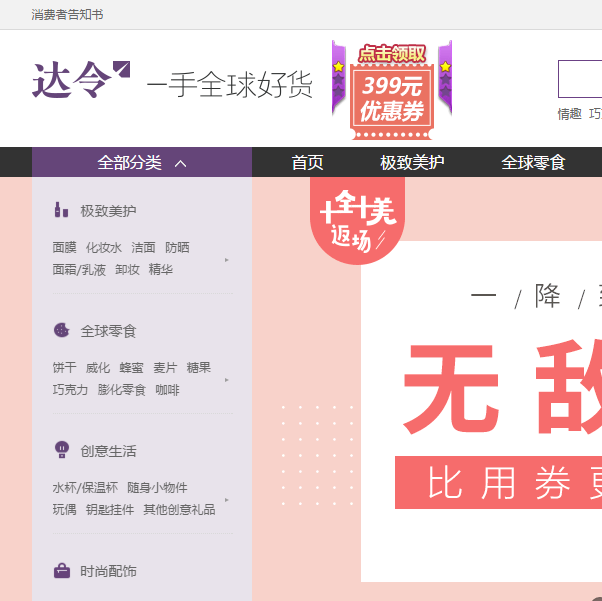 消费者告知书
达令 一手全球好货
点击领取
399元
优惠券
情趣
全部分类 首页 极致美护 全球零食
十全十美
返场
极致美护
面膜 化妆水 洁面 防晒
面霜/乳液 卸妆 精华
一 / 降 /
全球零食
无 敌
饼干 威化 蜂蜜 麦片 糖果
巧克力 膨化零食 咖啡
创意生活
比 用 券 更
水杯/保温杯 随身小物件
玩偶 钥匙挂件 其他创意礼品
时尚配饰